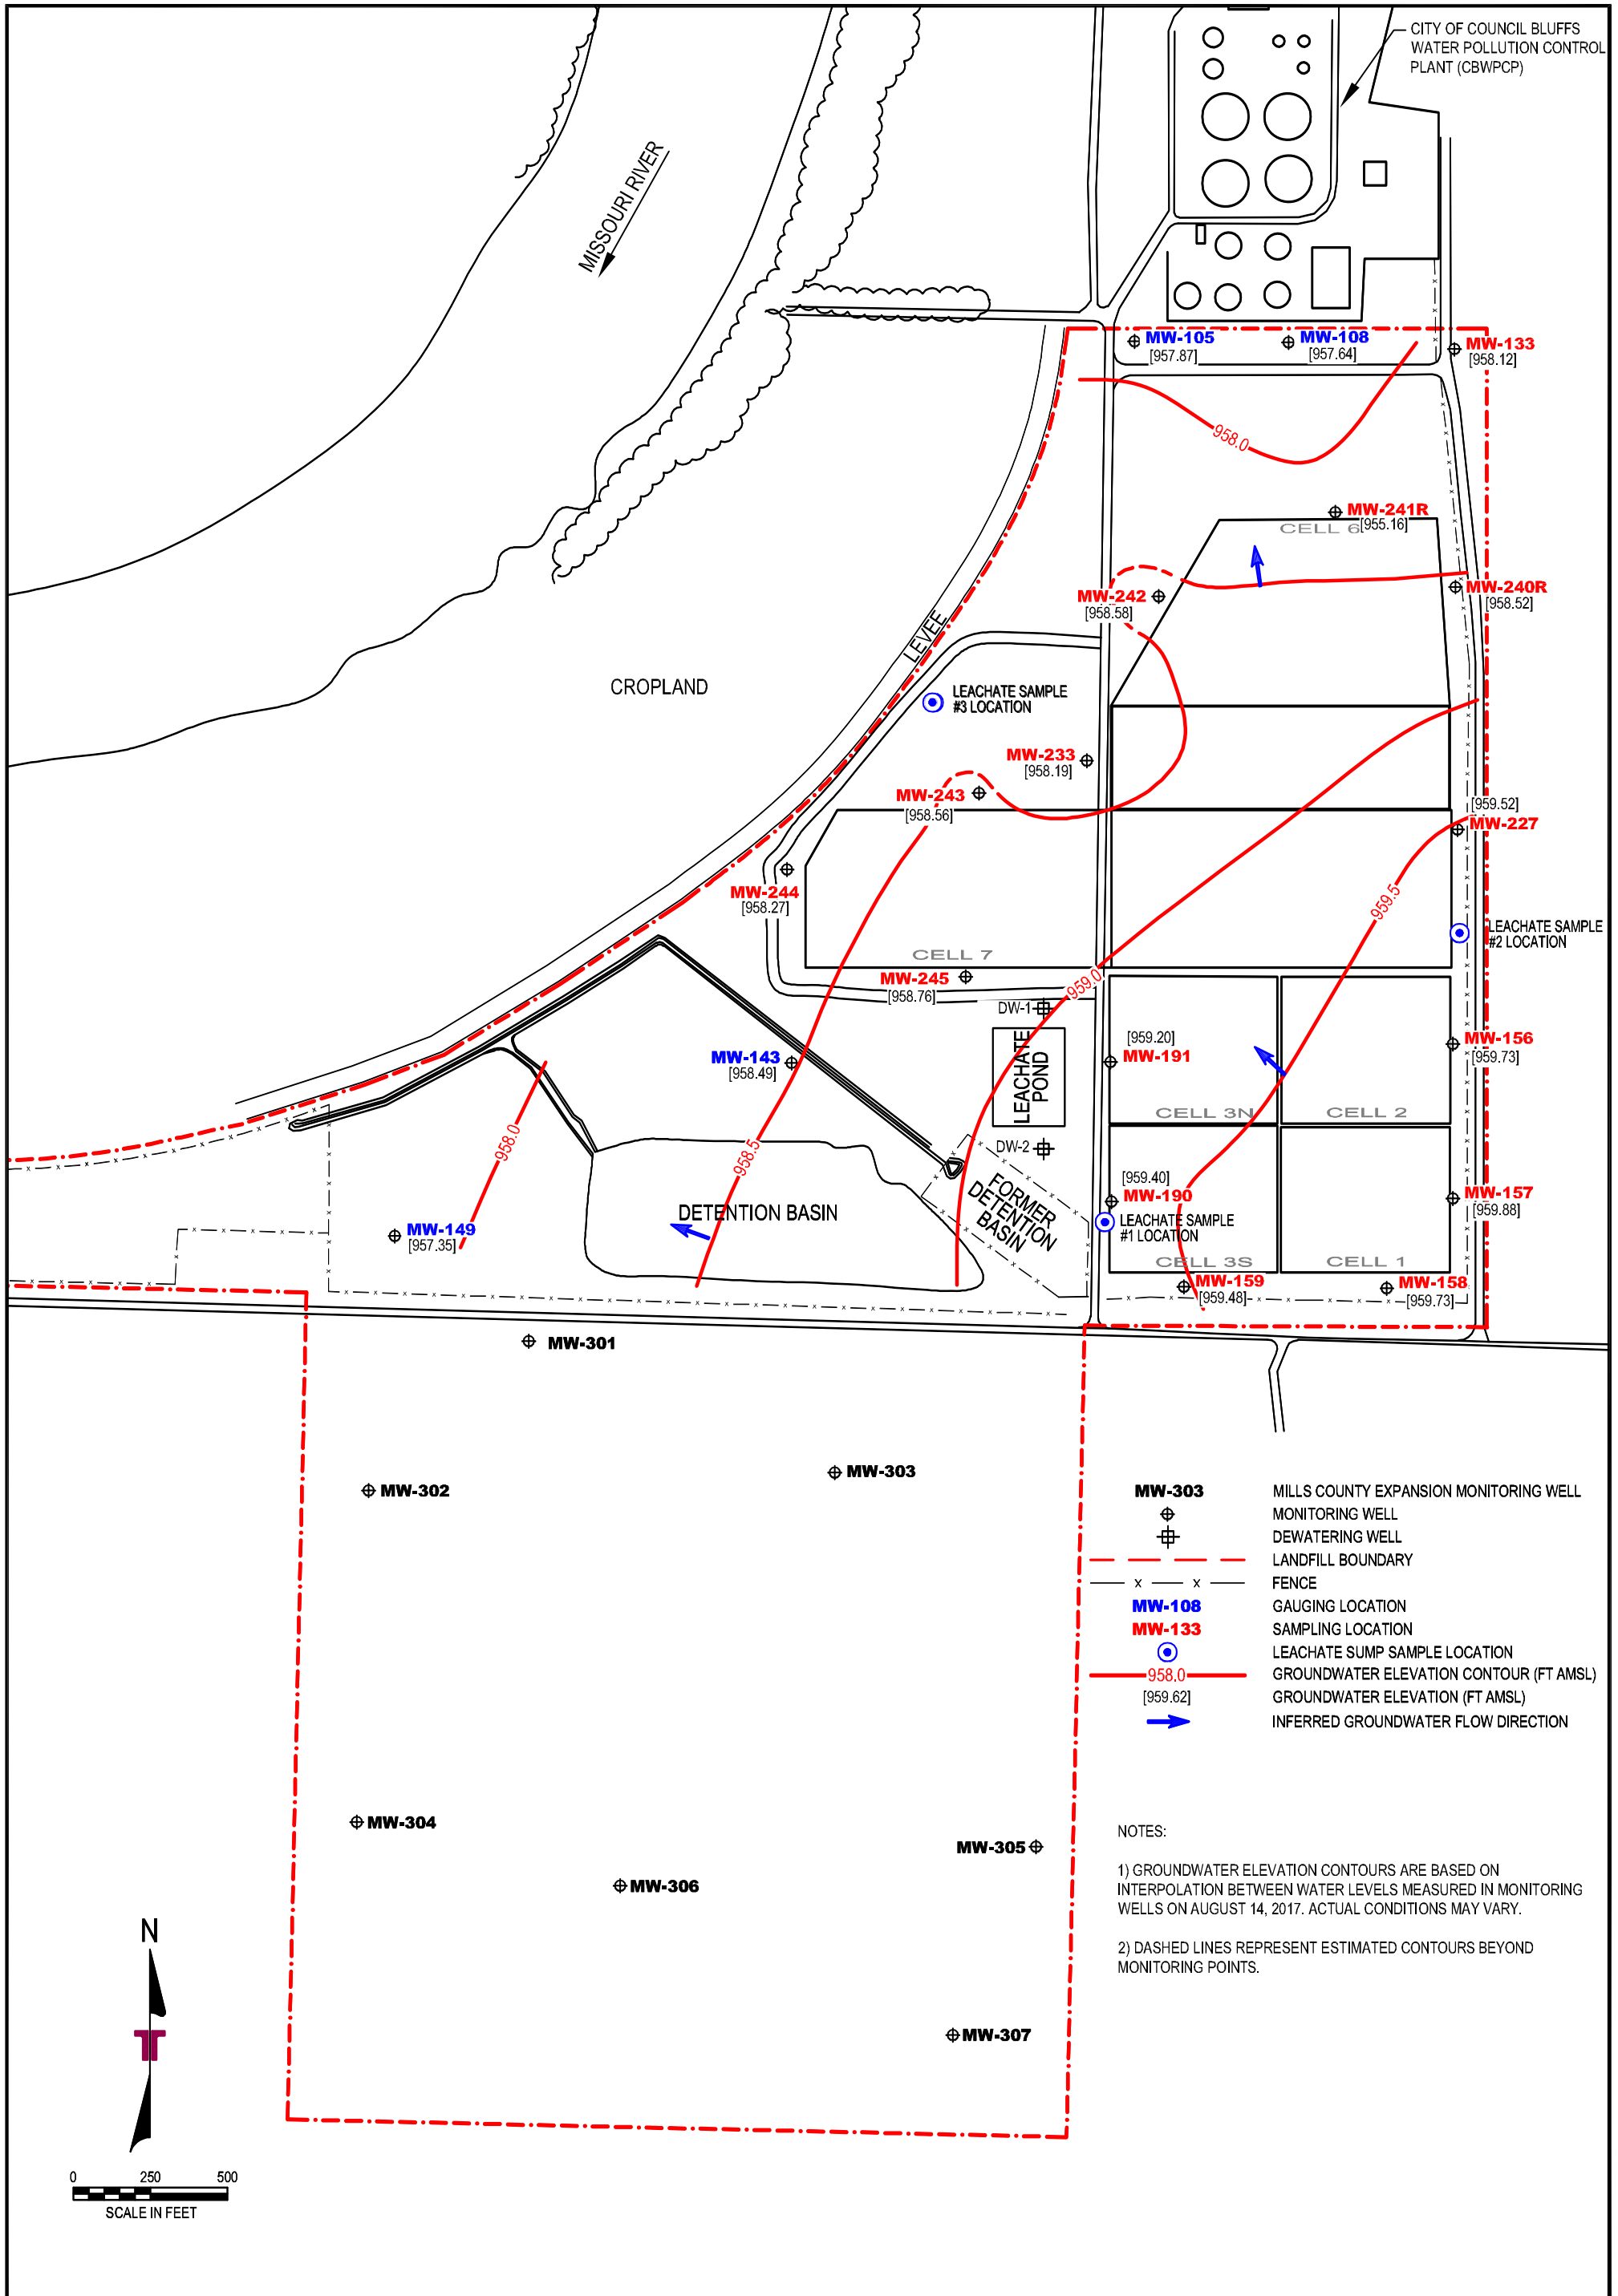 CITY OF COUNCIL BLUFFS
WATER POLLUTION CONTROL
PLANT (CBWPCP)
MISSOURI RIVER
MW-105
[957.87]
MW-108
[957.64]
MW-133
[958.12]
958.0
MW-241R
[955.16]
CELL 6
MW-242
[958.58]
MW-240R
[958.52]
LEVEE
CROPLAND
LEACHATE SAMPLE
#3 LOCATION
MW-233
[958.19]
MW-243
[958.56]
[959.52]
MW-227
MW-244
[958.27]
959.5
LEACHATE SAMPLE
#2 LOCATION
CELL 7
MW-245
[958.76]
959.0
DW-1
LEACHATE
POND
[959.20]
MW-191
MW-156
[959.73]
MW-143
[958.49]
CELL 3N
CELL 2
958.0
958.5
DW-2
[959.40]
MW-190
MW-157
[959.88]
LEACHATE SAMPLE
#1 LOCATION
FORMER
DETENTION
BASIN
DETENTION BASIN
MW-149
[957.35]
CELL 3S
CELL 1
MW-159
[959.48]
MW-158
[959.73]
MW-301
MW-302
MW-303
MW-304
MW-305
MW-306
MW-307
MW-303 MILLS COUNTY EXPANSION MONITORING WELL
MONITORING WELL
DEWATERING WELL
LANDFILL BOUNDARY
x x FENCE
MW-108 GAUGING LOCATION
MW-133 SAMPLING LOCATION
LEACHATE SUMP SAMPLE LOCATION
958.0 GROUNDWATER ELEVATION CONTOUR (FT AMSL)
[959.62] GROUNDWATER ELEVATION (FT AMSL)
INFERRED GROUNDWATER FLOW DIRECTION
NOTES:
1) GROUNDWATER ELEVATION CONTOURS ARE BASED ON
INTERPOLATION BETWEEN WATER LEVELS MEASURED IN MONITORING
WELLS ON AUGUST 14, 2017. ACTUAL CONDITIONS MAY VARY.
2) DASHED LINES REPRESENT ESTIMATED CONTOURS BEYOND
MONITORING POINTS.
N
0 250 500
SCALE IN FEET